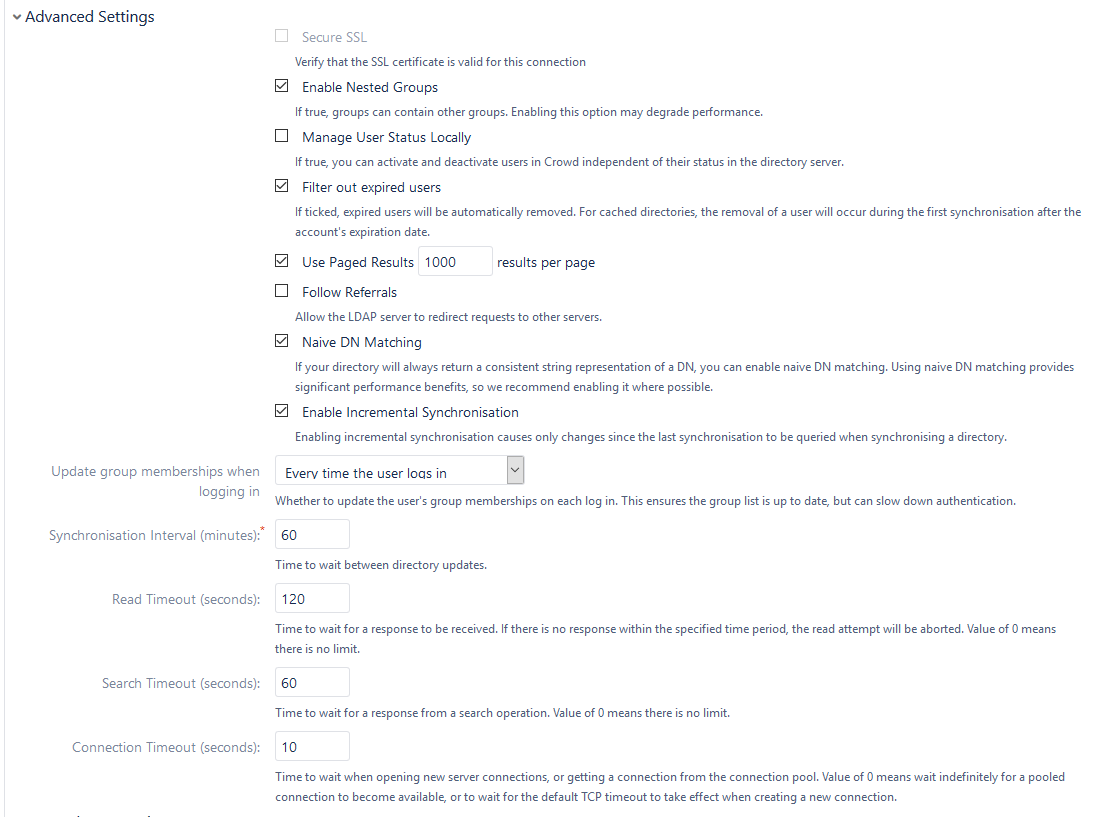 Advanced Settings
Secure SSL
Verify that the SSL certificate is valid for this connection
Enable Nested Groups
If true, groups can contain other groups. Enabling this option may degrade performance.
Manage User Status Locally
If true, you can activate and deactivate users in Crowd independent of their status in the directory server.
Filter out expired users
If ticked, expired users will be automatically removed. For cached directories, the removal of a user will occur during the first synchronisation after the
account's expiration date.
Use Paged Results 1000 results per page
Follow Referrals
Allow the LDAP server to redirect requests to other servers.
Naive DN Matching
If your directory will always return a consistent string representation of a DN, you can enable naive DN matching. Using naive DN matching provides
significant performance benefits, so we recommend enabling it where possible.
Enable Incremental Synchronisation
Enabling incremental synchronisation causes only changes since the last synchronisation to be queried when synchronising a directory.
Update group memberships when
logging in
Every time the user logs in
Whether to update the user's group memberships on each log in. This ensures the group list is up to date, but can slow down authentication.
Synchronisation Interval (minutes):* 60
Time to wait between directory updates.
Read Timeout (seconds): 120
Time to wait for a response to be received. If there is no response within the specified time period, the read attempt will be aborted. Value of 0 means
there is no limit.
Search Timeout (seconds): 60
Time to wait for a response from a search operation. Value of 0 means there is no limit.
Connection Timeout (seconds): 10
Time to wait when opening new server connections, or getting a connection from the connection pool. Value of 0 means wait indefinitely for a pooled
connection to become available, or to wait for the default TCP timeout to take effect when creating a new connection.